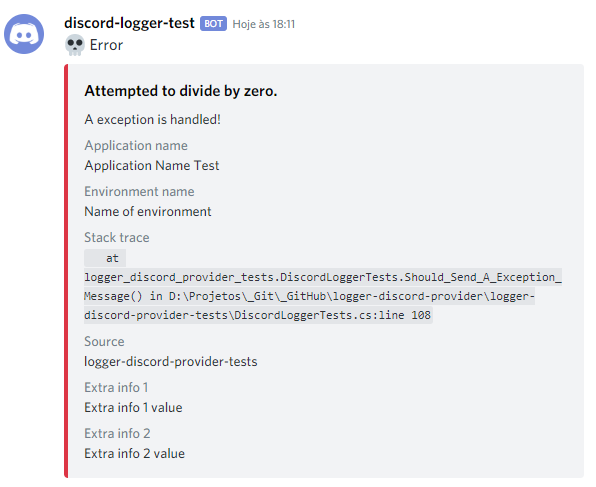 discord-logger-test BOT Hoje às 18:11
Error
Attempted to divide by zero.
A exception is handled!
Application name
Application Name Test
Environment name
Name of environment
Stack trace
at
logger_discord_provider_tests.DiscordLoggerTests.Should_Send_A_Exception_
Message() in D:\Projetos\_Git\_GitHub\logger-discord-provider\logger-
discord-provider-tests\DiscordLoggerTests.cs:line 108
Source
logger-discord-provider-tests
Extra info 1
Extra info 1 value
Extra info 2
Extra info 2 value